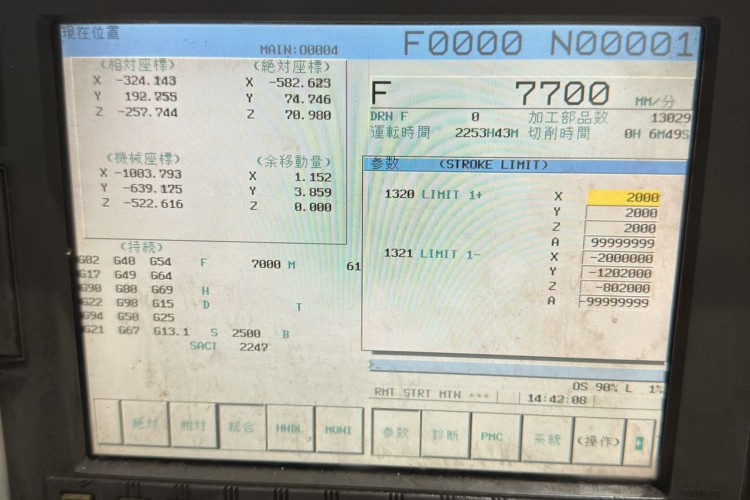 現在位置
MAIN:O0004
F0000 N00001
(相対座標)
X -324.143
Y 192.755
Z -257.744
(絶対座標)
X -582.623
Y 74.746
Z 70.980
(機械座標)
X -1003.793
Y -639.175
Z -522.616
(余移動量)
X 1.152
Y 3.859
Z 0.000
(持続)
G02 G40 G54 F 7000 M 61
G17 G49 G64
G90 G80 G69 H
G22 G98 G15 D T
G94 G50 G25
G21 G67 G13.1 S 2500 B
SACT 2247
F 7700 MM/分
DRN F 0 加工部品数 13029
運転時間 2253H43M 切削時間 0H 6M49S
参数 (STROKE LIMIT)
1320 LIMIT 1+ X 2000
Y 2000
Z 2000
A 99999999
1321 LIMIT 1- X -2000000
Y -1202000
Z -802000
A -99999999
>_
OS 90% L 1%
RMT STRT MTN *** 14:42:08
絶対 相対 総合 HNDL MONI 参数 診断 PMC 系統 (操作)